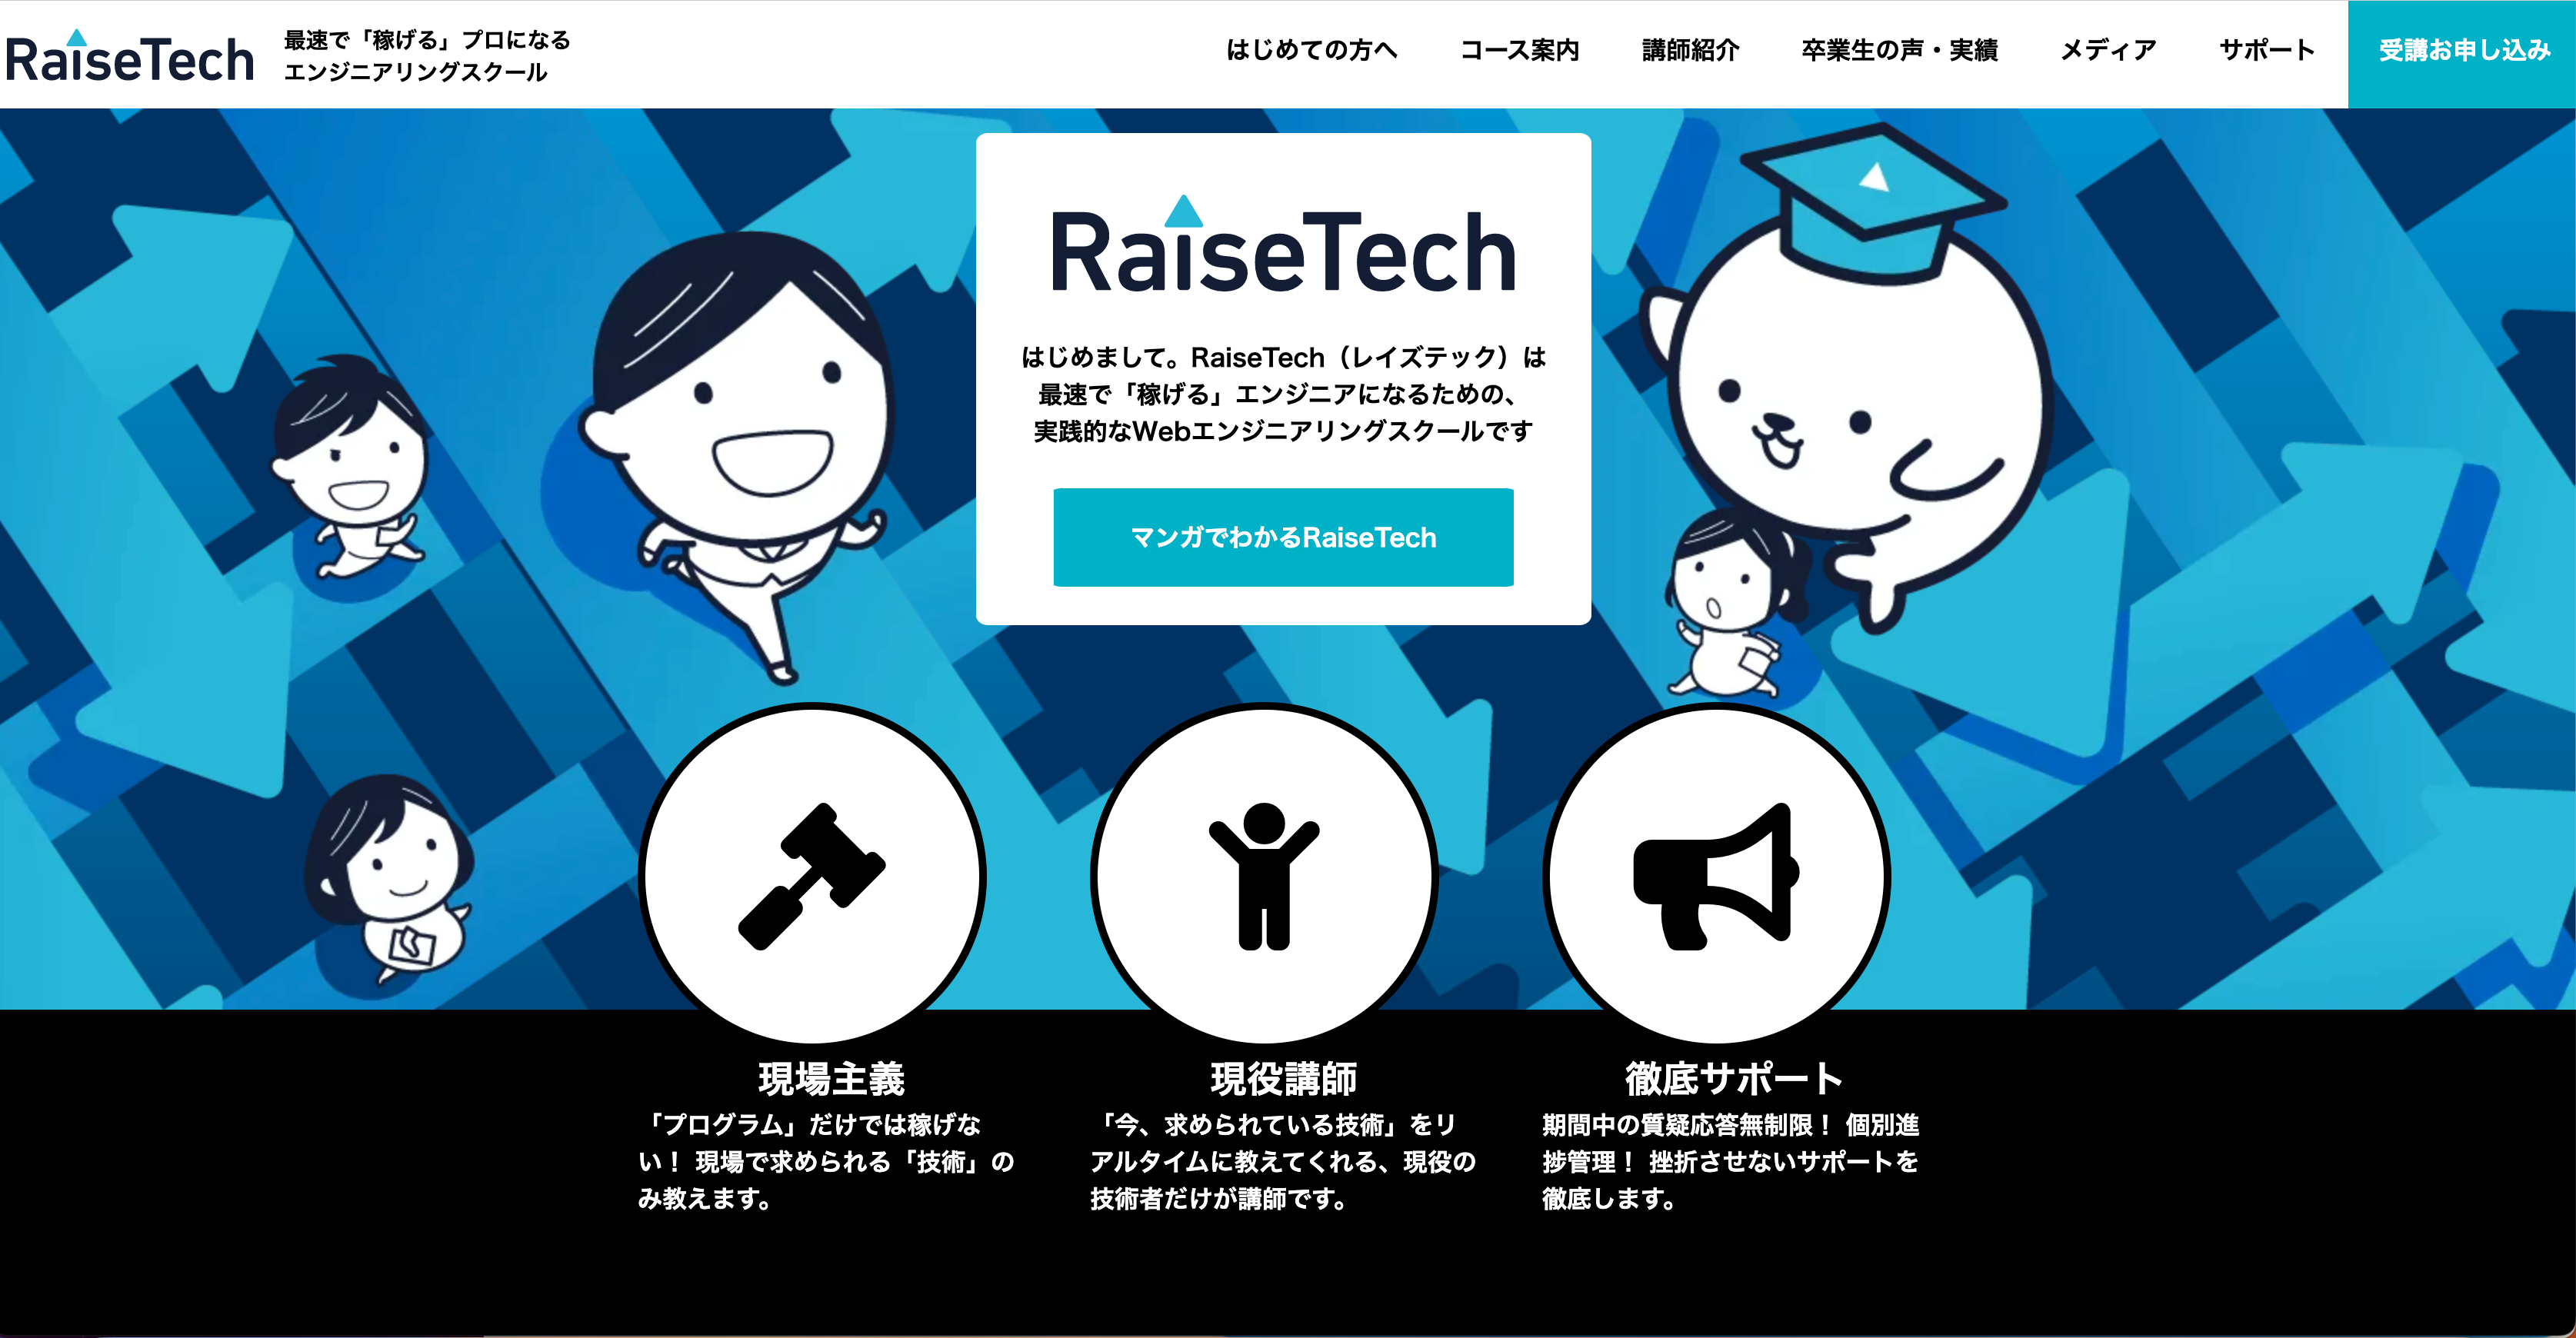 RaiseTech
最速で「稼げる」プロになる
エンジニアリングスクール
はじめての方へ
コース案内
講師紹介
卒業生の声・実績
メディア
サポート
受講お申し込み
RaiseTech
はじめまして。RaiseTech（レイズテック）は
最速で「稼げる」エンジニアになるための、
実践的なWebエンジニアリングスクールです
マンガでわかるRaiseTech
現場主義
「プログラム」だけでは稼げな
い！ 現場で求められる「技術」の
み教えます。
現役講師
「今、求められている技術」をリ
アルタイムに教えてくれる、現役の
技術者だけが講師です。
徹底サポート
期間中の質疑応答無制限！ 個別進
捗管理！ 挫折させないサポートを
徹底します。